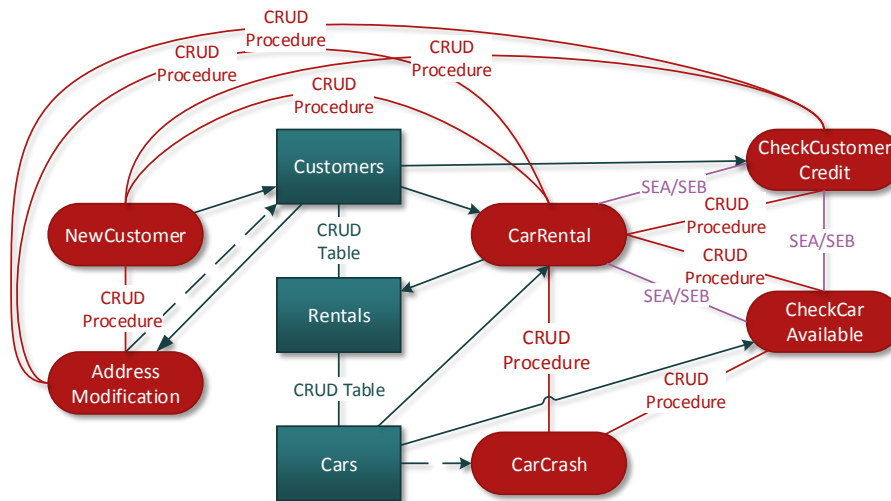 CRUD
Procedure
CRUD
Procedure
CRUD
Procedure
CRUD
Procedure
Customers
CheckCustomer
Credit
SEA/SEB
CRUD
Procedure
NewCustomer
CRUD
Table
CarRental
SEA/SEB
CRUD
Procedure
CRUD
Procedure
SEA/SEB
Rentals
CheckCar
Available
CRUD
Procedure
Address
Modification
CRUD Table
CRUD
Procedure
Cars
CarCrash